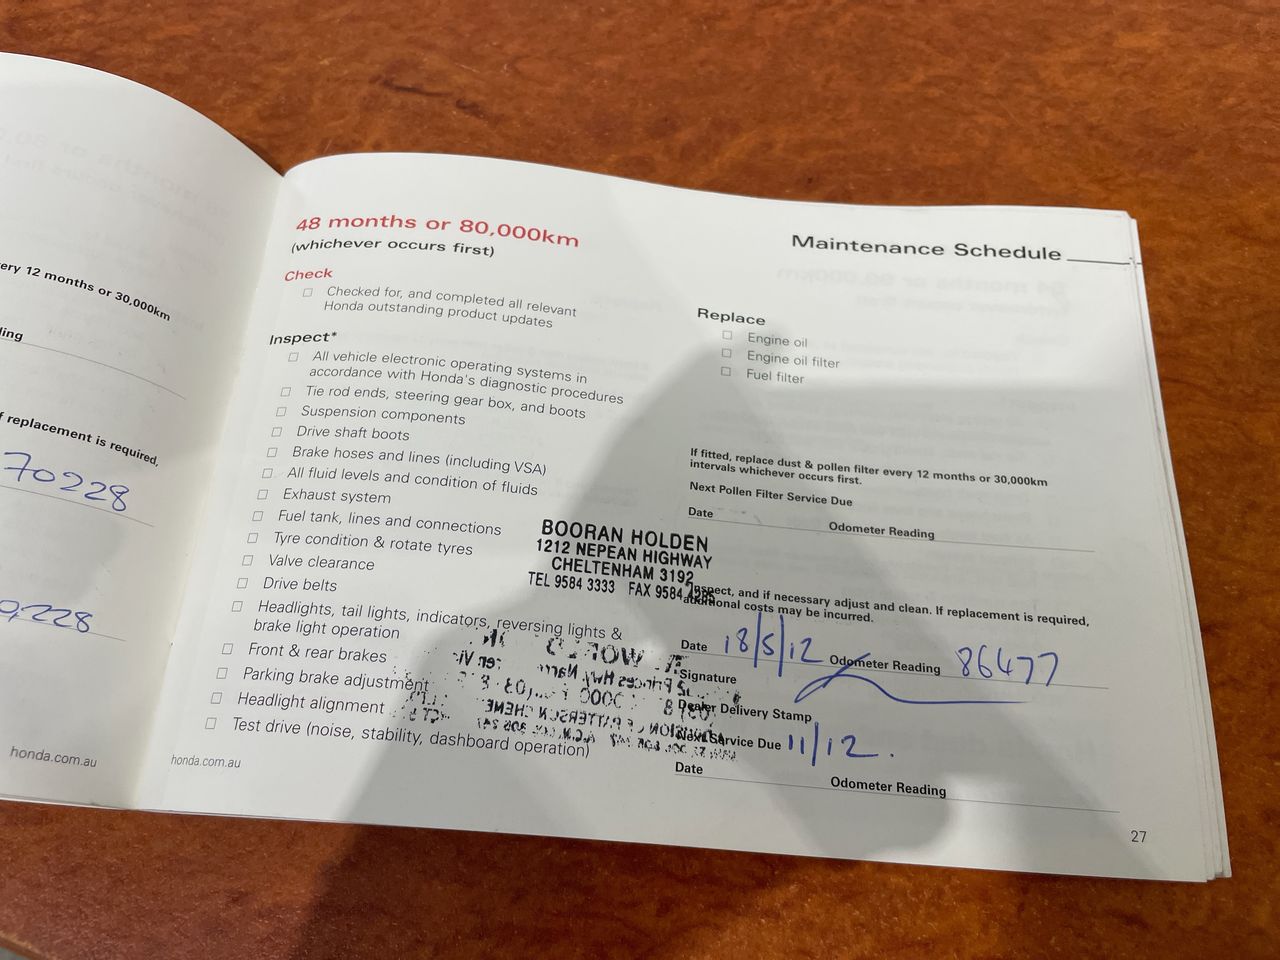 ery 12 months or 30,000km
ling
f replacement is required,
70228
0,228
honda.com.au
48 months or 80,000km
(whichever occurs first)
Check
☐ Checked for, and completed all relevant
Honda outstanding product updates
Inspect*
☐ All vehicle electronic operating systems in
accordance with Honda's diagnostic procedures
☐ Tie rod ends, steering gear box, and boots
☐ Suspension components
☐ Drive shaft boots
☐ Brake hoses and lines (including VSA)
☐ All fluid levels and condition of fluids
☐ Exhaust system
☐ Fuel tank, lines and connections
☐ Tyre condition & rotate tyres
☐ Valve clearance
☐ Drive belts
☐ Headlights, tail lights, indicators, reversing lights &
brake light operation
☐ Front & rear brakes
☐ Parking brake adjustment
☐ Headlight alignment
☐ Test drive (noise, stability, dashboard operation)
honda.com.au
Maintenance Schedule
Replace
☐ Engine oil
☐ Engine oil filter
☐ Fuel filter
If fitted, replace dust & pollen filter every 12 months or 30,000km
intervals whichever occurs first.
Next Pollen Filter Service Due
Date Odometer Reading
BOORAN HOLDEN
1212 NEPEAN HIGHWAY
CHELTENHAM 3192
TEL 9584 3333 FAX 9584
Inspect, and if necessary adjust and clean. If replacement is required,
additional costs may be incurred.
Date 18/5/12 Odometer Reading 86477
Signature
Dealer Delivery Stamp
Next Service Due 11/12.
Date Odometer Reading
27